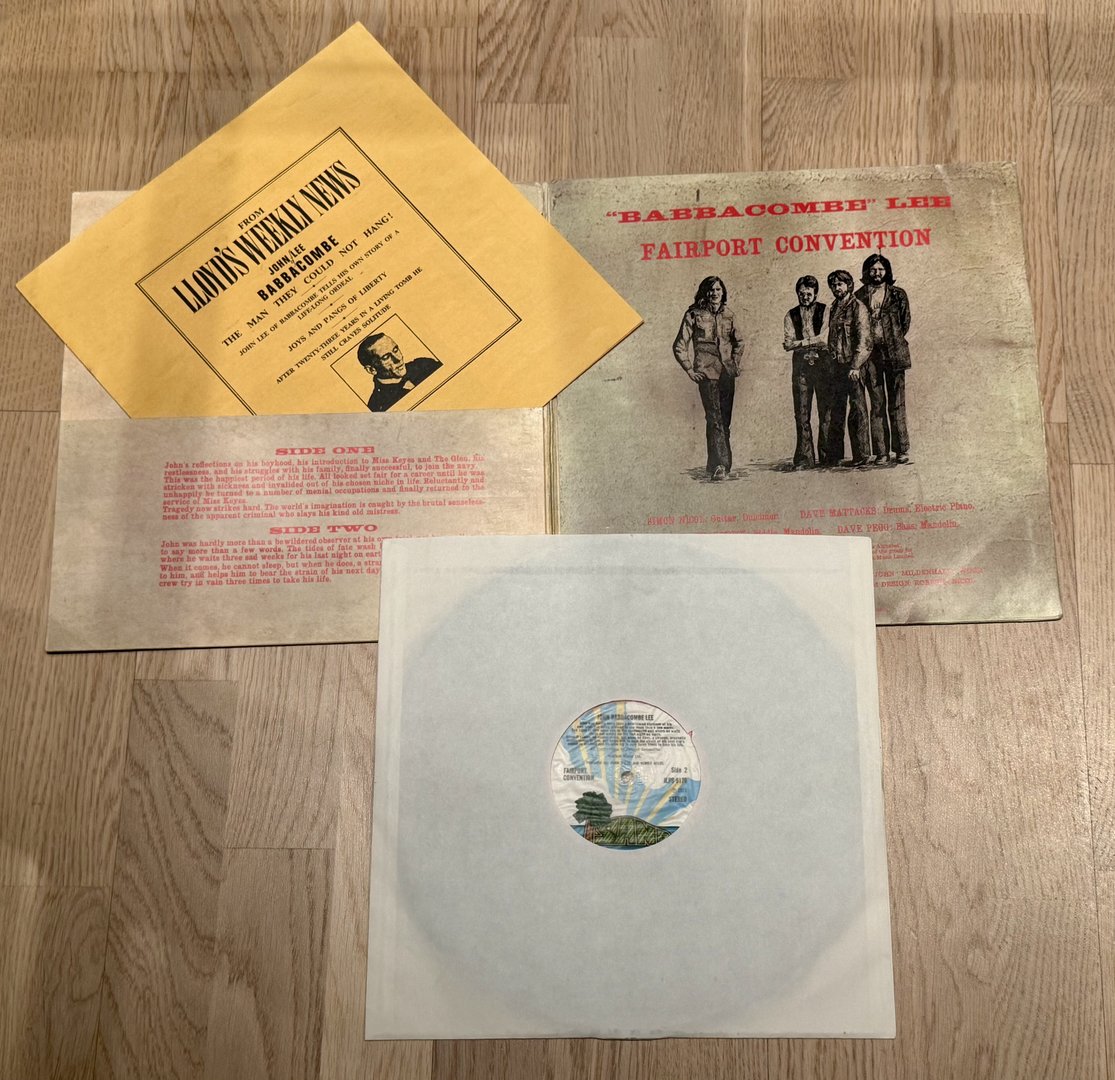 FROM
LLOYD'S WEEKLY NEWS
JOHN LEE
of
BABBACOMBE
THE MAN THEY COULD NOT HANG!
JOHN LEE OF BABBACOMBE TELLS HIS OWN STORY OF A
LIFE-LONG ORDEAL
JOYS AND PANGS OF LIBERTY
AFTER TWENTY-THREE YEARS IN A LIVING TOMB HE
STILL CRAVES SOLITUDE
SIDE ONE
John's reflections on his boyhood, his introduction to Miss Keyes and The Glen, his
restlessness, and his struggles with his family, finally successful, to join the navy.
This was the happiest period of his life. All looked set fair for a career until he was
stricken with sickness and invalided out of his chosen niche in life. Reluctantly and
unhappily he turned to a number of menial occupations and finally returned to the
service of Miss Keyes.
Tragedy now strikes hard. The world's imagination is caught by the brutal senseless-
ness of the apparent criminal who slays his kind old mistress.
SIDE TWO
John was hardly more than a bewildered observer at his
to say more than a few words. The tides of fate wash
where he waits three sad weeks for his last night on
When it comes, he cannot sleep, but when he does, a
to him, and helps him to bear the strain of his next day
crew try in vain three times to take his life.
"BABBACOMBE" LEE
FAIRPORT CONVENTION
SIMON NICOL: Guitar, Dulcimer. DAVE MATTACKS: Drums, Electric Piano.
Mandolin. DAVE PEGG: Bass, Mandolin.
DESIGN ROBERTS NICOL
JOHN BABBACOMBE LEE
FAIRPORT
CONVENTION
Side 2
ILPS-9176
STEREO